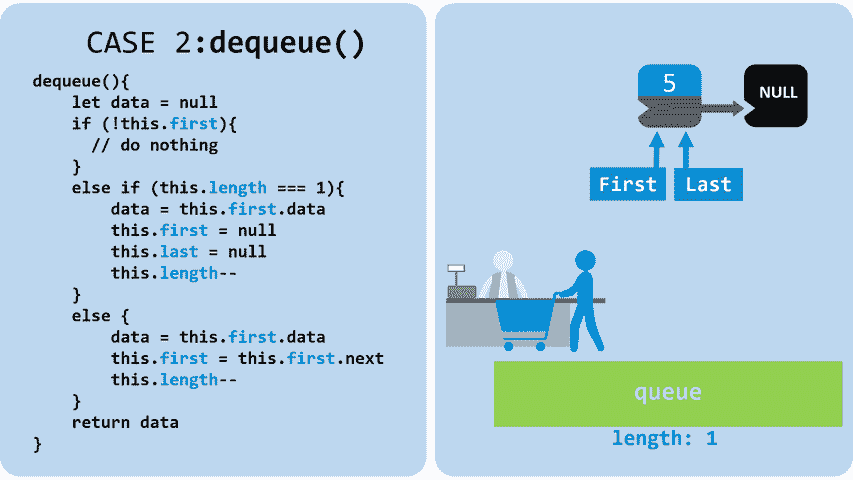 CASE 2:dequeue()
dequeue(){
    let data = null
    if (!this.first){
      // do nothing
    }
    else if (this.length === 1){
        data = this.first.data
        this.first = null
        this.last = null
        this.length--
    }
    else {
        data = this.first.data
        this.first = this.first.next
        this.length--
    }
    return data
}
5
NULL
First
Last
queue
length: 1